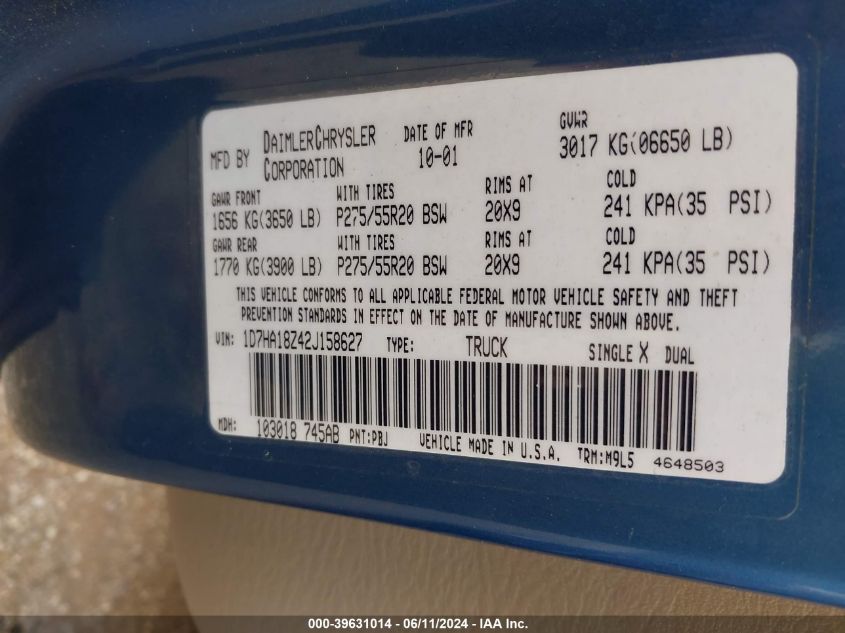 MFD BY DAIMLERCHRYSLER CORPORATION DATE OF MFR 10-01 GVWR 3017 KG(06650 LB)
GAWR FRONT WITH TIRES RIMS AT COLD
1656 KG(3650 LB) P275/55R20 BSW 20X9 241 KPA(35 PSI)
GAWR REAR WITH TIRES RIMS AT COLD
1770 KG(3900 LB) P275/55R20 BSW 20X9 241 KPA(35 PSI)
THIS VEHICLE CONFORMS TO ALL APPLICABLE FEDERAL MOTOR VEHICLE SAFETY AND THEFT
PREVENTION STANDARDS IN EFFECT ON THE DATE OF MANUFACTURE SHOWN ABOVE.
VIN: 1D7HA18Z42J158627 TYPE: TRUCK SINGLE X DUAL
MDH: 103018 745AB PNT:PBJ VEHICLE MADE IN U.S.A. TRM:M9L5 4648503
000-39631014 - 06/11/2024 - IAA Inc.